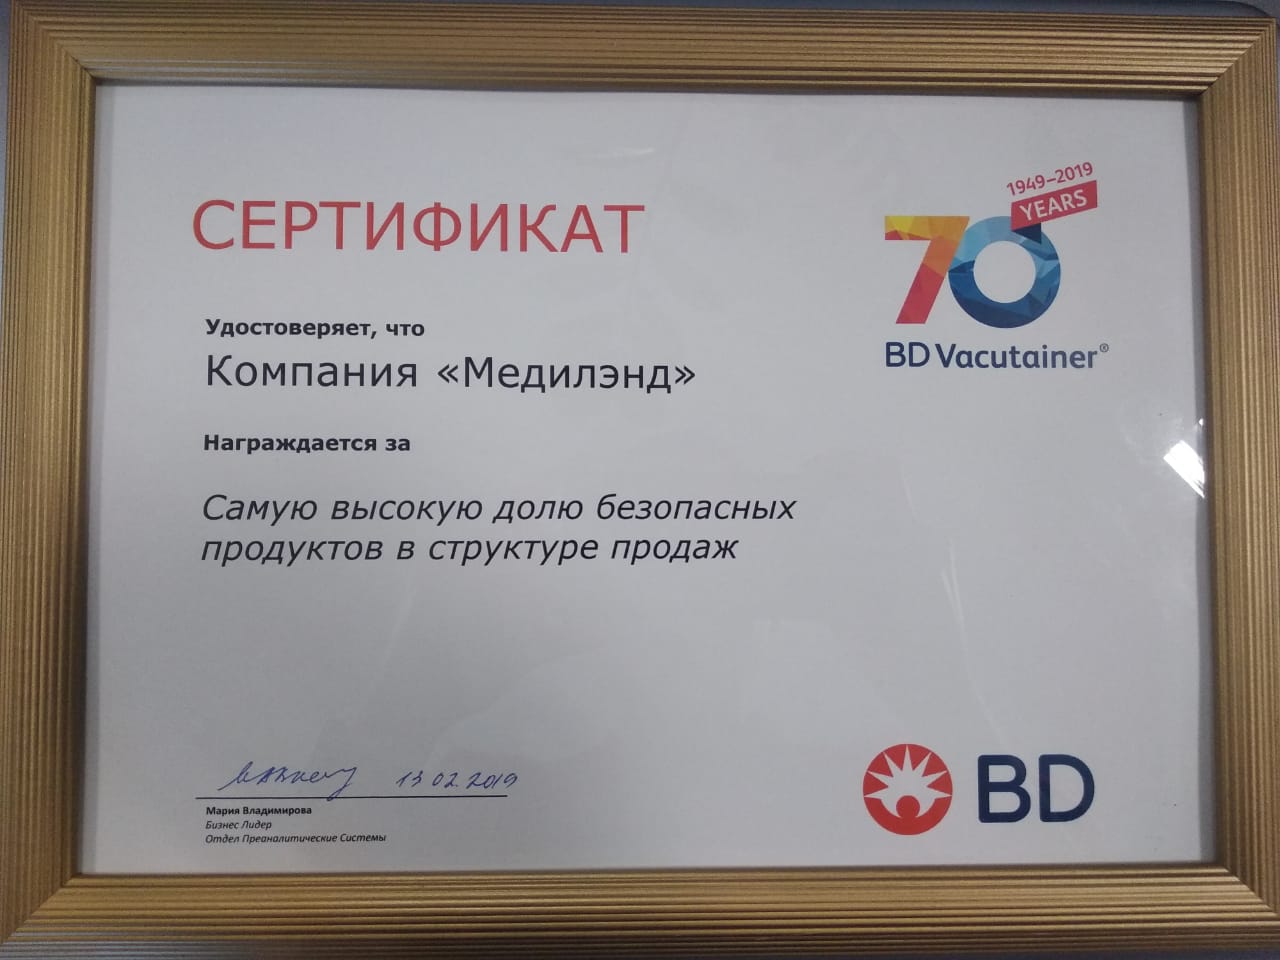 СЕРТИФИКАТ
1949–2019
YEARS
70
BD Vacutainer®
Удостоверяет, что
Компания «Медилэнд»
Награждается за
Самую высокую долю безопасных
продуктов в структуре продаж
13 02.2019
Мария Владимирова
Бизнес Лидер
Отдел Преаналитические Системы
BD